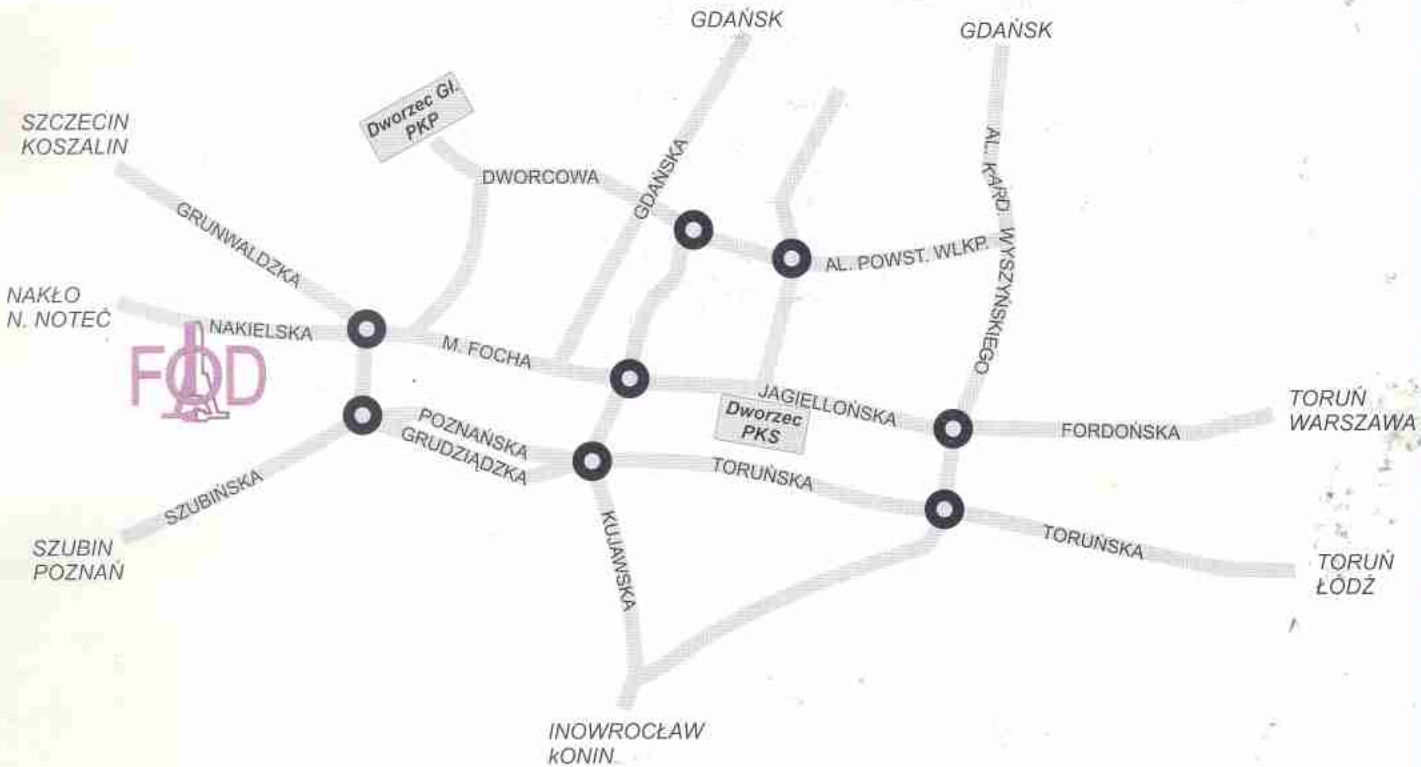 GDAŃSK
GDAŃSK
SZCZECIN
KOSZALIN
Dworzec Gł.
PKP
DWORCOWA
GDAŃSKA
AL. KARD. WYSZYŃSKIEGO
GRUNWALDZKA
AL. POWST. WLKP.
NAKŁO
N. NOTEĆ
NAKIELSKA
FOD
M. FOCHA
JAGIELLOŃSKA
Dworzec
PKS
TORUŃ
WARSZAWA
FORDOŃSKA
POZNAŃSKA
GRUDZIĄDZKA
TORUŃSKA
SZUBIŃSKA
KUJAWSKA
TORUŃSKA
SZUBIN
POZNAŃ
TORUŃ
ŁÓDŹ
INOWROCŁAW
kONIN